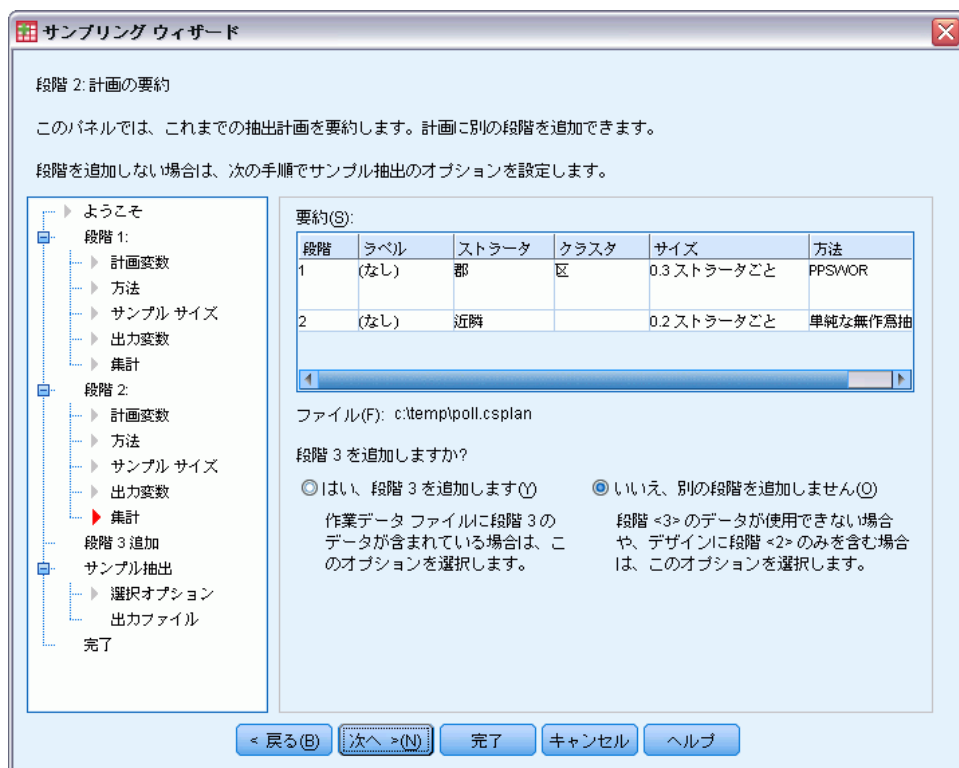 サンプリング ウィザード
段階 2: 計画の要約
このパネルでは、これまでの抽出計画を要約します。計画に別の段階を追加できます。
段階を追加しない場合は、次の手順でサンプル抽出のオプションを設定します。
ようこそ
段階 1:
計画変数
方法
サンプル サイズ
出力変数
集計
段階 2:
計画変数
方法
サンプル サイズ
出力変数
集計
段階 3 追加
サンプル抽出
選択オプション
出力ファイル
完了
要約(S):
段階 ラベル ストラータ クラスタ サイズ 方法
1 (なし) 郡 区 0.3 ストラータごと PPSWOR
2 (なし) 近隣 0.2 ストラータごと 単純な無作為抽
ファイル(F): c:\temp\poll.csplan
段階 3 を追加しますか?
はい、段階 3 を追加します(Y)
作業データ ファイルに段階 3 の
データが含まれている場合は、こ
のオプションを選択します。
いいえ、別の段階を追加しません(O)
段階 <3> のデータが使用できない場合
や、デザインに段階 <2> のみを含む場合
は、このオプションを選択します。
< 戻る(B) 次へ >(N) 完了 キャンセル ヘルプ